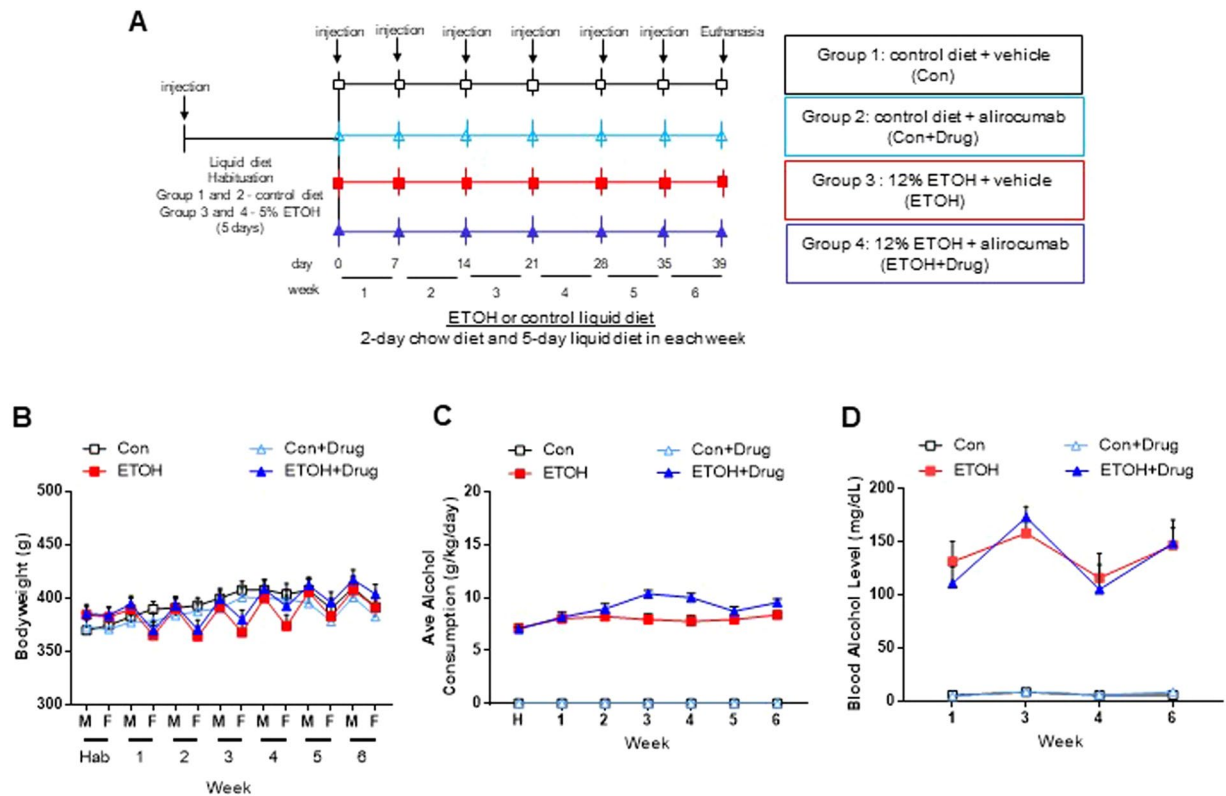 A
injection
injection
injection
injection
injection
injection
Euthanasia
injection
Liquid diet
Habituation
Group 1 and 2 - control diet
Group 3 and 4 - 5% ETOH
(5 days)
day
0
7
14
21
28
35
39
week
1
2
3
4
5
6
ETOH or control liquid diet
2-day chow diet and 5-day liquid diet in each week
Group 1: control diet + vehicle
(Con)
Group 2: control diet + alirocumab
(Con+Drug)
Group 3 : 12% ETOH + vehicle
(ETOH)
Group 4: 12% ETOH + alirocumab
(ETOH+Drug)
B
Con
Con+Drug
ETOH
ETOH+Drug
Bodyweight (g)
500
450
400
350
300
M F M F M F M F M F M F M F
Hab 1 2 3 4 5 6
Week
C
Con
Con+Drug
ETOH
ETOH+Drug
Ave Alcohol
Consumption (g/kg/day)
20
15
10
5
0
H 1 2 3 4 5 6
Week
D
Con
Con+Drug
ETOH
ETOH+Drug
Blood Alcohol Level (mg/dL)
200
150
100
50
0
1 3 4 6
Week